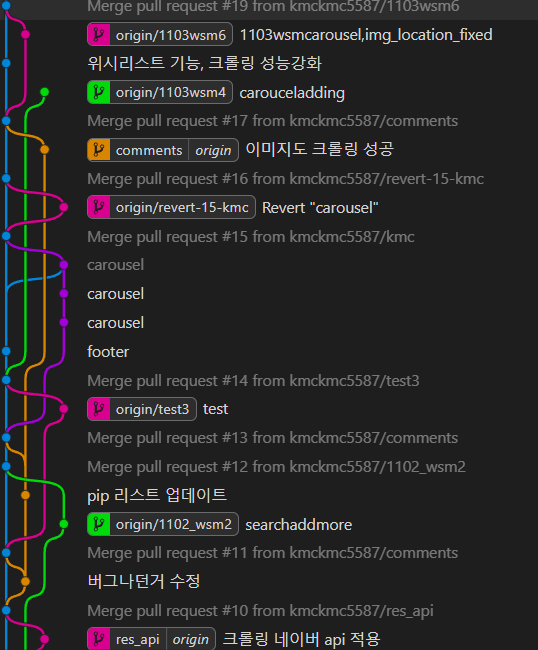 Merge pull request #19 from kmckmc5587/1103wsm6
origin/1103wsm6 1103wsmcarousel,img_location_fixed
위시리스트 기능, 크롤링 성능강화
origin/1103wsm4 carouceladding
Merge pull request #17 from kmckmc5587/comments
comments origin 이미지도 크롤링 성공
Merge pull request #16 from kmckmc5587/revert-15-kmc
origin/revert-15-kmc Revert "carousel"
Merge pull request #15 from kmckmc5587/kmc
carousel
carousel
carousel
footer
Merge pull request #14 from kmckmc5587/test3
origin/test3 test
Merge pull request #13 from kmckmc5587/comments
Merge pull request #12 from kmckmc5587/1102_wsm2
pip 리스트 업데이트
origin/1102_wsm2 searchaddmore
Merge pull request #11 from kmckmc5587/comments
버그나던거 수정
Merge pull request #10 from kmckmc5587/res_api
res_api origin 크롤링 네이버 api 적용